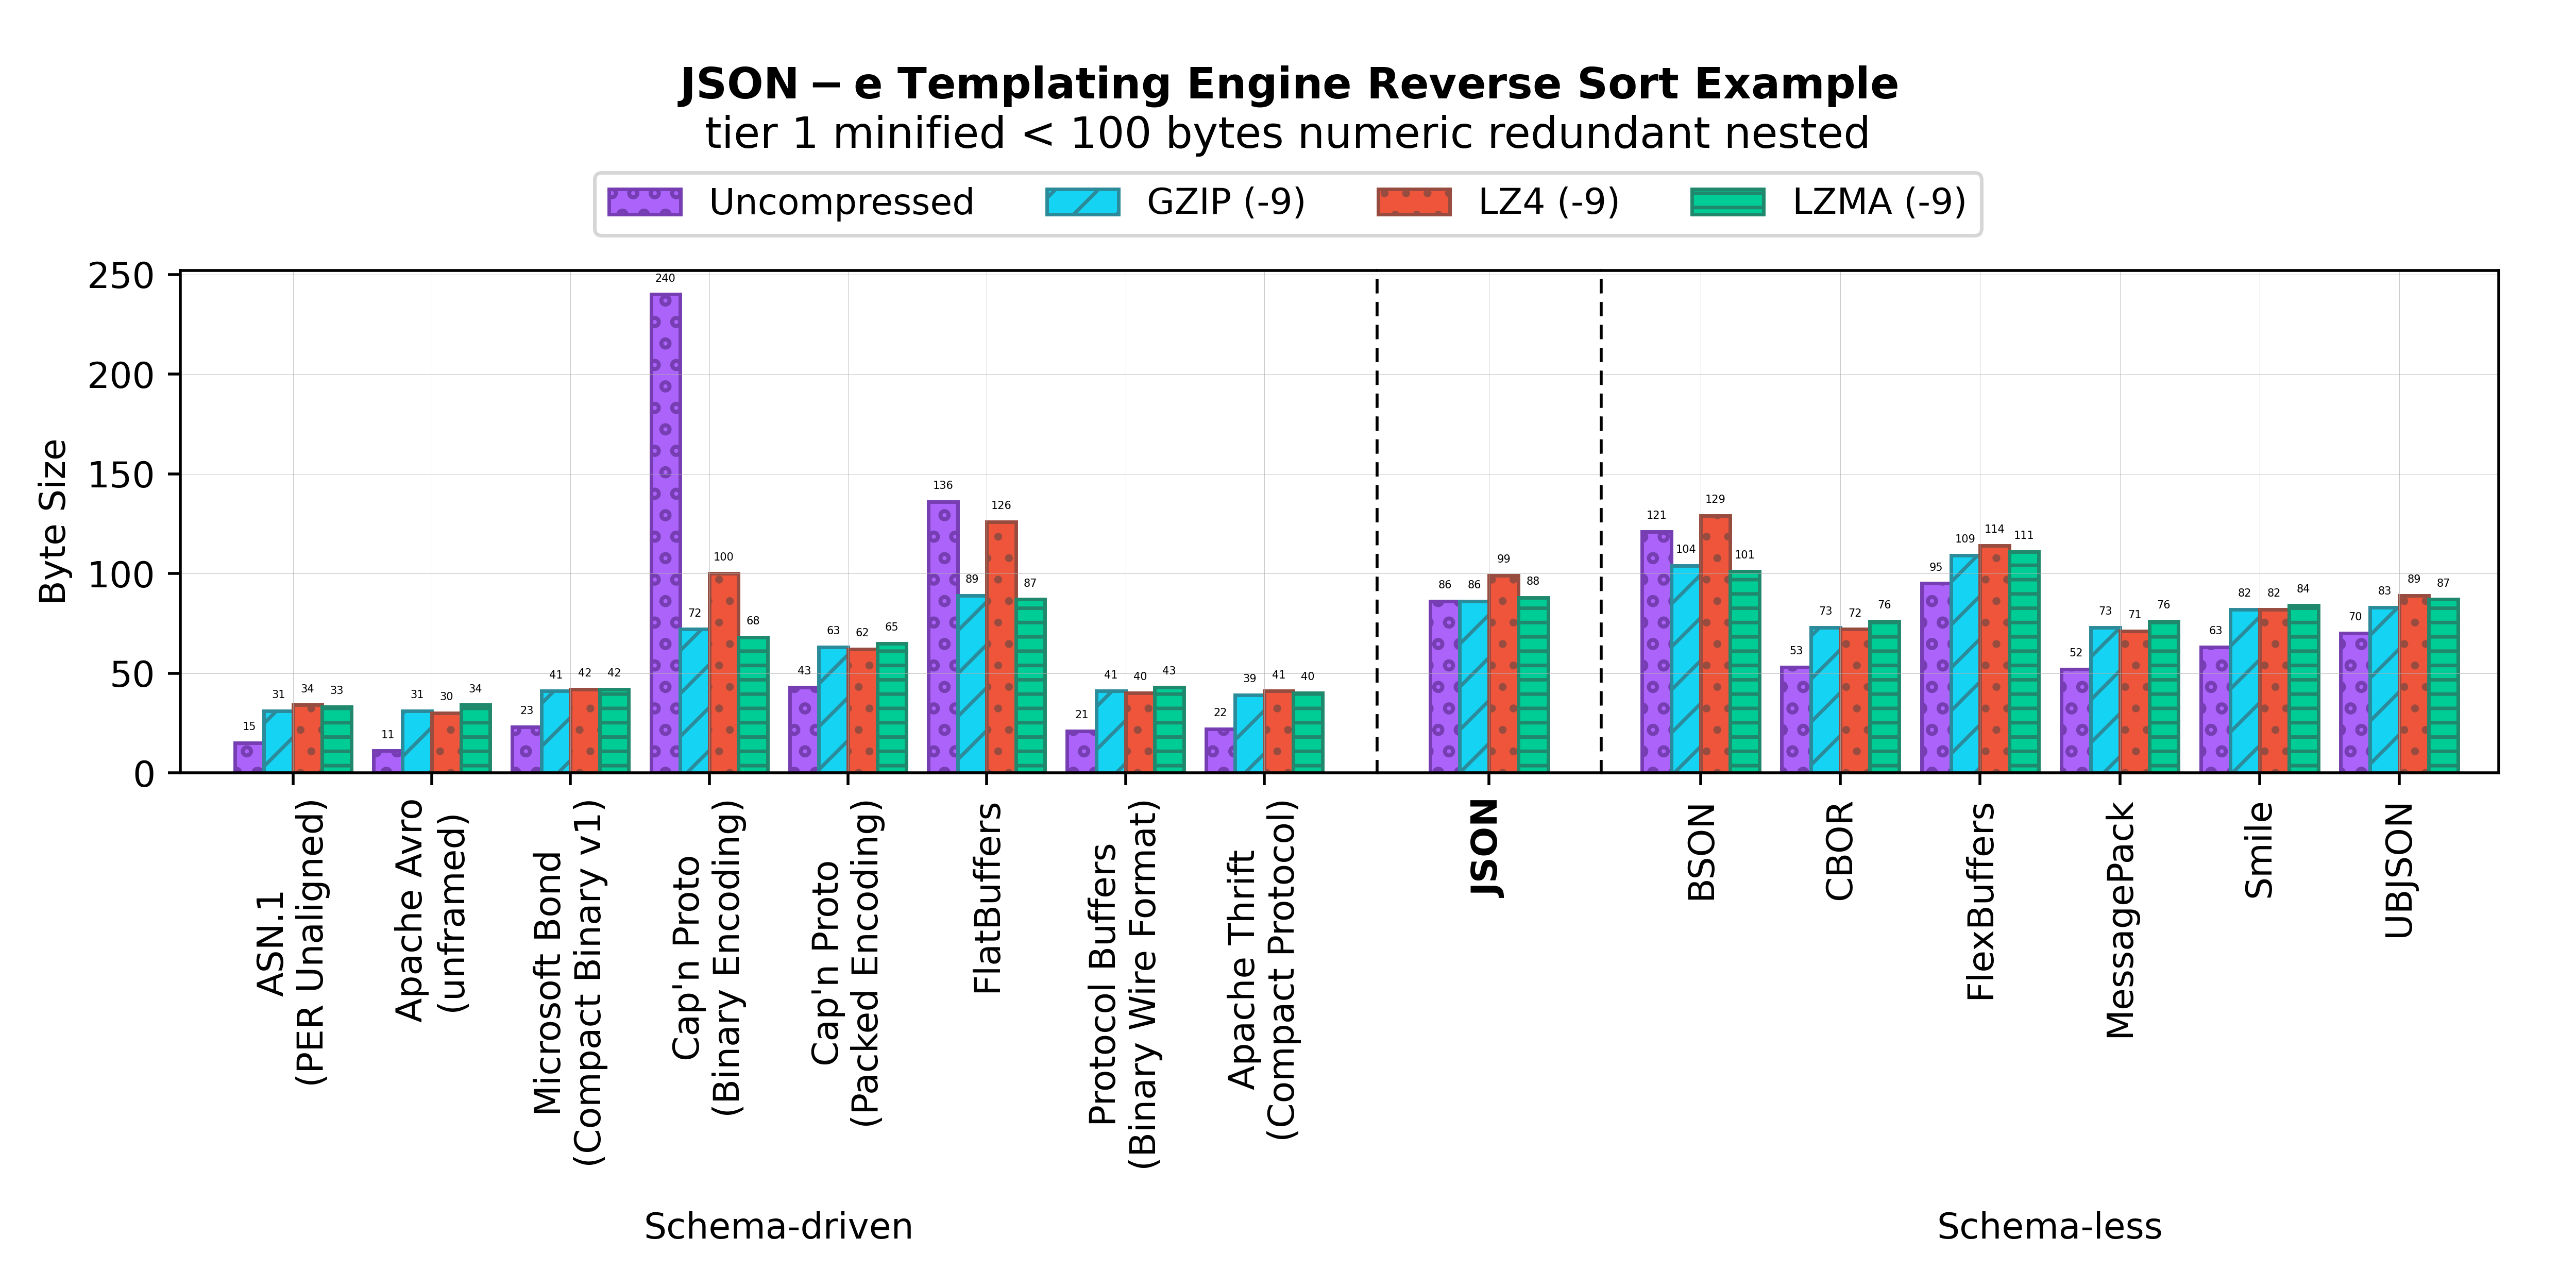 JSON – e Templating Engine Reverse Sort Example
tier 1 minified < 100 bytes numeric redundant nested
Uncompressed
GZIP (-9)
LZ4 (-9)
LZMA (-9)
Byte Size
250
200
150
100
50
0
15 31 34 33
11 31 30 34
23 41 42 42
240 72 100 68
43 63 62 65
136 89 126 87
21 41 40 43
22 39 41 40
86 86 99 88
121 104 129 101
53 73 72 76
95 109 114 111
52 73 71 76
63 82 82 84
70 83 89 87
ASN.1
(PER Unaligned)
Apache Avro
(unframed)
Microsoft Bond
(Compact Binary v1)
Cap'n Proto
(Binary Encoding)
Cap'n Proto
(Packed Encoding)
FlatBuffers
Protocol Buffers
(Binary Wire Format)
Apache Thrift
(Compact Protocol)
JSON
BSON
CBOR
FlexBuffers
MessagePack
Smile
UBJSON
Schema-driven
Schema-less